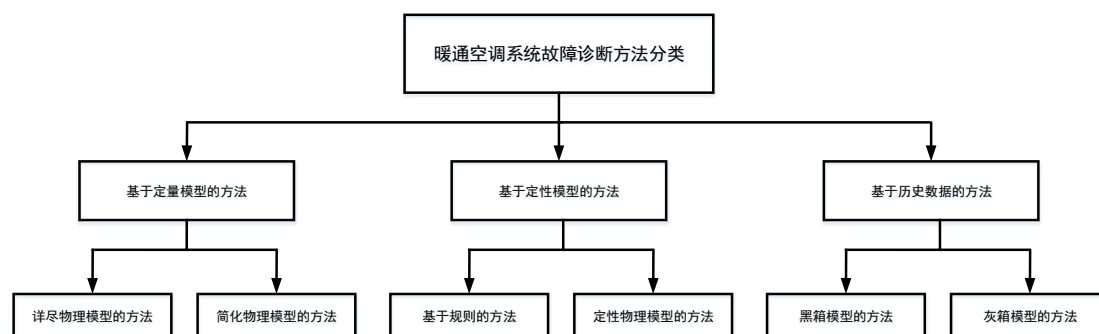 暖通空调系统故障诊断方法分类
基于定量模型的方法
基于定性模型的方法
基于历史数据的方法
详尽物理模型的方法
简化物理模型的方法
基于规则的方法
定性物理模型的方法
黑箱模型的方法
灰箱模型的方法